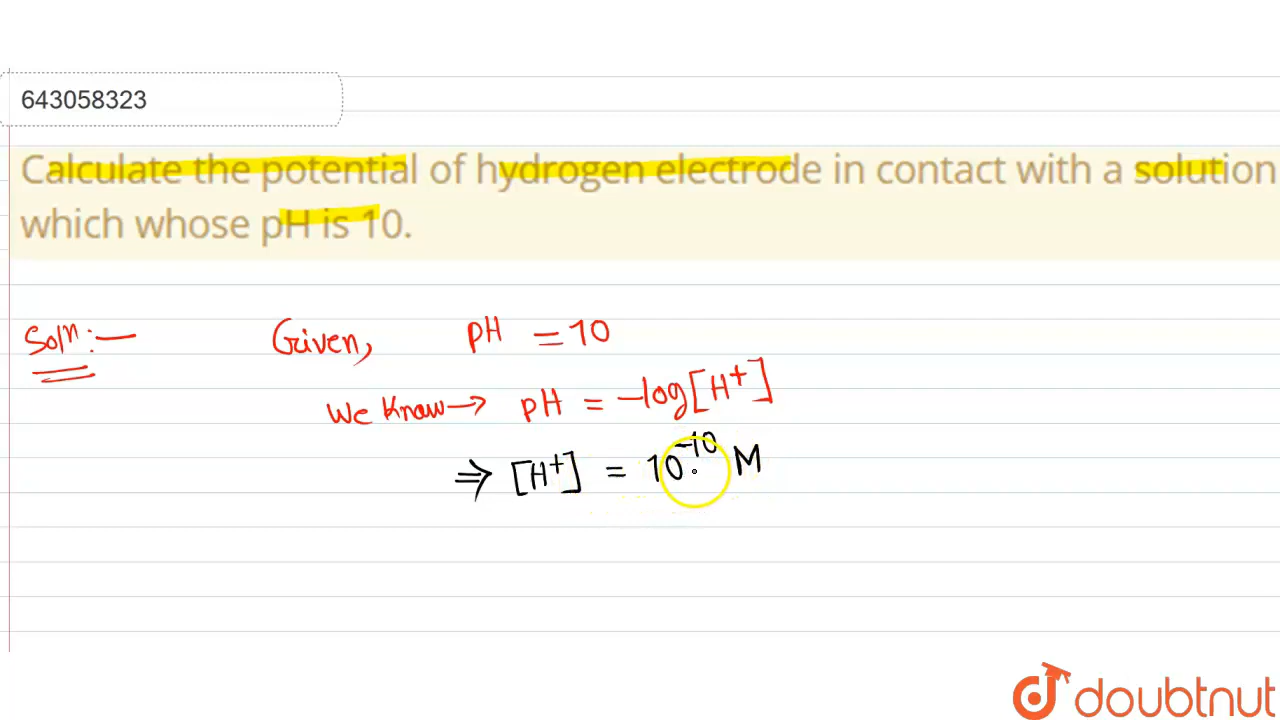 643058323
Calculate the potential of hydrogen electrode in contact with a solution
which whose pH is 10.
Solⁿ:— Given, pH = 10
We Know → pH = -log[H⁺]
⇒ [H⁺] = 10⁻¹⁰ M
doubtnut